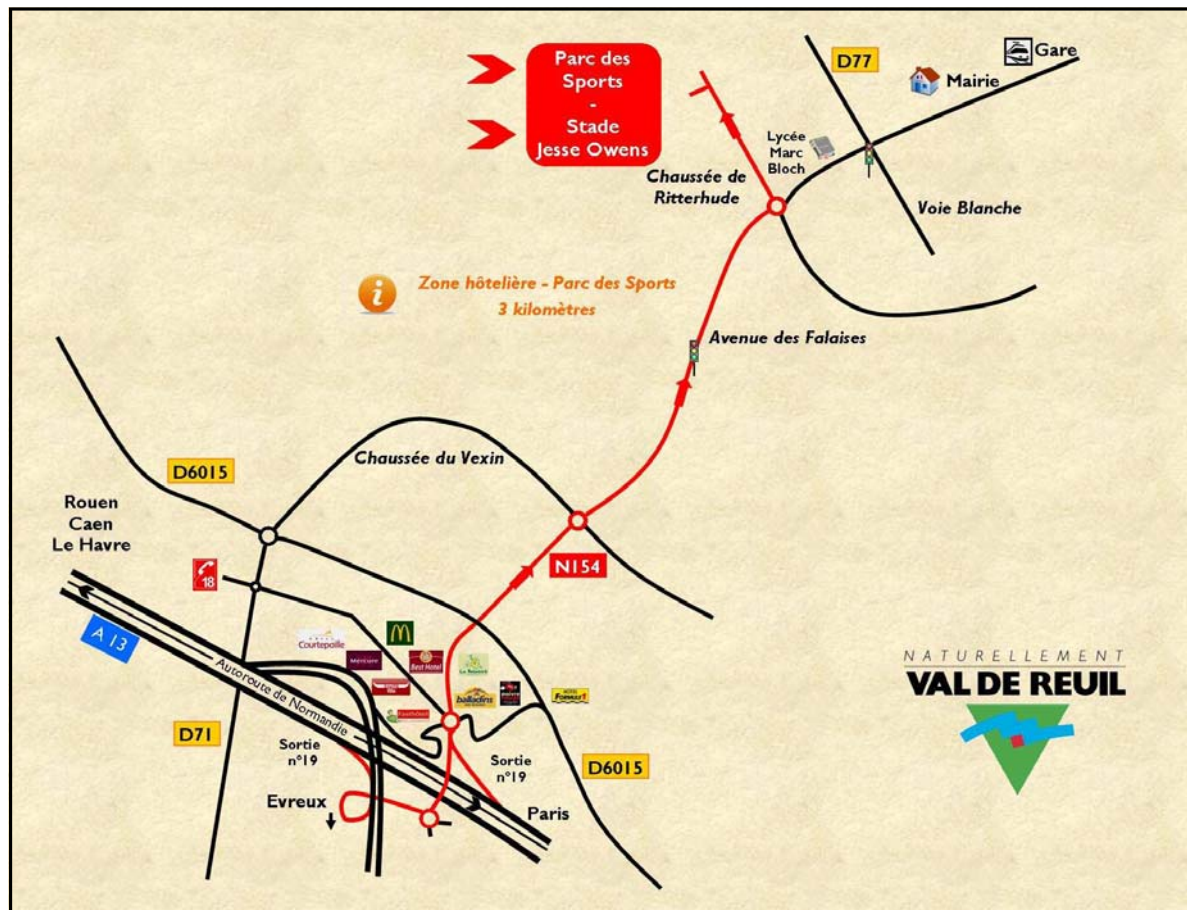 Parc des
Sports
-
Stade
Jesse Owens
D77
Gare
Mairie
Lycée
Marc
Bloch
Chaussée de
Ritterhude
Voie Blanche
i
Zone hôtelière - Parc des Sports
3 kilomètres
Avenue des Falaises
Chaussée du Vexin
D6015
Rouen
Caen
Le Havre
18
N154
A 13
Courtepaille
Mercure
Best Hotel
balladins
HOTEL
Formule1
Autoroute de Normandie
D71
Sortie
n°19
Sortie
n°19
D6015
Evreux
Paris
NATURELLEMENT
VAL DE REUIL